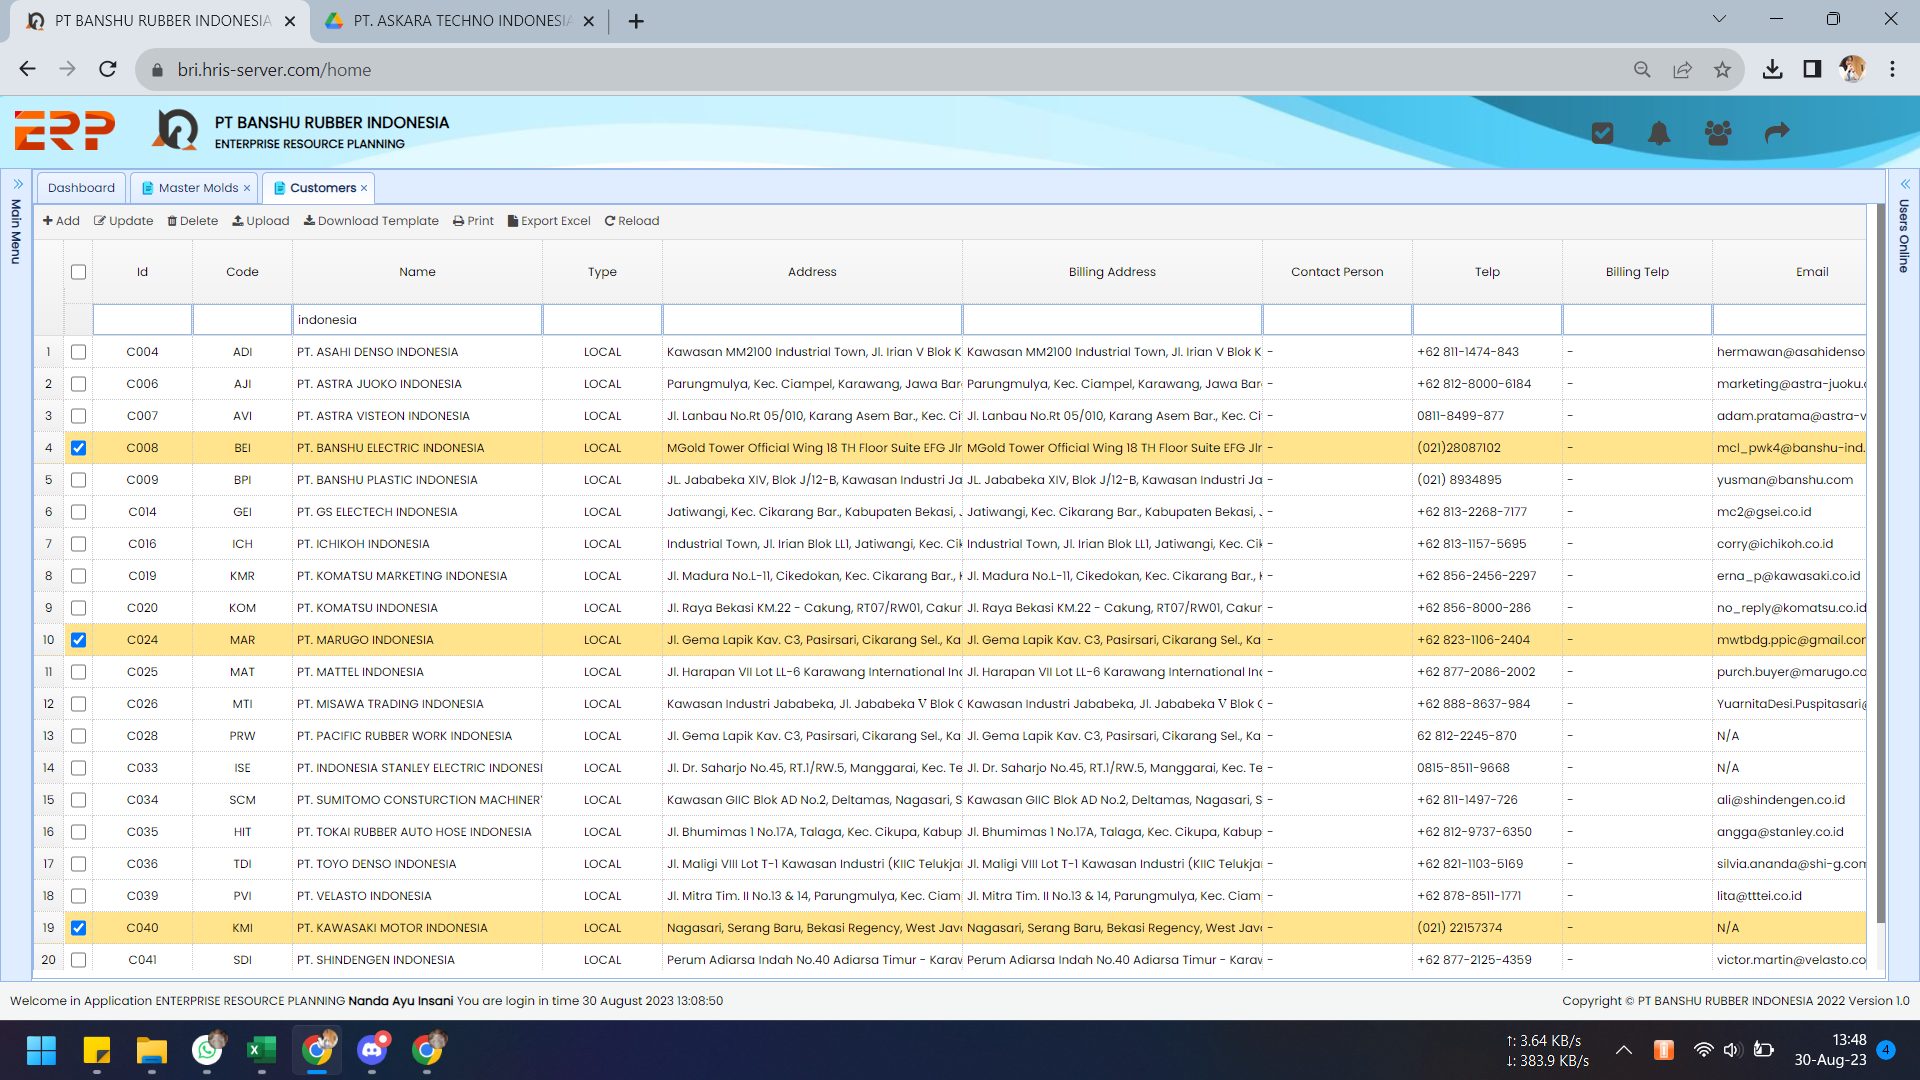 PT BANSHU RUBBER INDONESIA
PT. ASKARA TECHNO INDONESIA
bri.hris-server.com/home
ERP
PT BANSHU RUBBER INDONESIA
ENTERPRISE RESOURCE PLANNING
Dashboard Master Molds Customers
Main Menu
Users Online
Add Update Delete Upload Download Template Print Export Excel Reload
Id Code Name Type Address Billing Address Contact Person Telp Billing Telp Email
indonesia
1 C004 ADI PT. ASAHI DENSO INDONESIA LOCAL Kawasan MM2100 Industrial Town, Jl. Irian V Blok K Kawasan MM2100 Industrial Town, Jl. Irian V Blok K - +62 811-1474-843 - hermawan@asahidenso
2 C006 AJI PT. ASTRA JUOKO INDONESIA LOCAL Parungmulya, Kec. Ciampel, Karawang, Jawa Bar Parungmulya, Kec. Ciampel, Karawang, Jawa Bar - +62 812-8000-6184 - marketing@astra-juoku.
3 C007 AVI PT. ASTRA VISTEON INDONESIA LOCAL Jl. Lanbau No.Rt 05/010, Karang Asem Bar., Kec. Ci Jl. Lanbau No.Rt 05/010, Karang Asem Bar., Kec. Ci - 0811-8499-877 - adam.pratama@astra-v
4 C008 BEI PT. BANSHU ELECTRIC INDONESIA LOCAL MGold Tower Official Wing 18 TH Floor Suite EFG Jln MGold Tower Official Wing 18 TH Floor Suite EFG Jln - (021)28087102 - mcl_pwk4@banshu-ind.
5 C009 BPI PT. BANSHU PLASTIC INDONESIA LOCAL JL. Jababeka XIV, Blok J/12-B, Kawasan Industri Ja JL. Jababeka XIV, Blok J/12-B, Kawasan Industri Ja - (021) 8934895 - yusman@banshu.com
6 C014 GEI PT. GS ELECTECH INDONESIA LOCAL Jatiwangi, Kec. Cikarang Bar., Kabupaten Bekasi, Jatiwangi, Kec. Cikarang Bar., Kabupaten Bekasi, - +62 813-2268-7177 - mc2@gsei.co.id
7 C016 ICH PT. ICHIKOH INDONESIA LOCAL Industrial Town, Jl. Irian Blok LL1, Jatiwangi, Kec. Cik Industrial Town, Jl. Irian Blok LL1, Jatiwangi, Kec. Cik - +62 813-1157-5695 - corry@ichikoh.co.id
8 C019 KMR PT. KOMATSU MARKETING INDONESIA LOCAL Jl. Madura No.L-11, Cikedokan, Kec. Cikarang Bar., Jl. Madura No.L-11, Cikedokan, Kec. Cikarang Bar., - +62 856-2456-2297 - erna_p@kawasaki.co.id
9 C020 KOM PT. KOMATSU INDONESIA LOCAL Jl. Raya Bekasi KM.22 - Cakung, RT07/RW01, Cakun Jl. Raya Bekasi KM.22 - Cakung, RT07/RW01, Cakun - +62 856-8000-286 - no_reply@komatsu.co.id
10 C024 MAR PT. MARUGO INDONESIA LOCAL Jl. Gema Lapik Kav. C3, Pasirsari, Cikarang Sel., Ka Jl. Gema Lapik Kav. C3, Pasirsari, Cikarang Sel., Ka - +62 823-1106-2404 - mwtbdg.ppic@gmail.com
11 C025 MAT PT. MATTEL INDONESIA LOCAL Jl. Harapan VII Lot LL-6 Karawang International Ind Jl. Harapan VII Lot LL-6 Karawang International Ind - +62 877-2086-2002 - purch.buyer@marugo.co
12 C026 MTI PT. MISAWA TRADING INDONESIA LOCAL Kawasan Industri Jababeka, Jl. Jababeka V Blok Kawasan Industri Jababeka, Jl. Jababeka V Blok - +62 888-8637-984 - YuarnitaDesi.Puspitasari@
13 C028 PRW PT. PACIFIC RUBBER WORK INDONESIA LOCAL Jl. Gema Lapik Kav. C3, Pasirsari, Cikarang Sel., Ka Jl. Gema Lapik Kav. C3, Pasirsari, Cikarang Sel., Ka - 62 812-2245-870 - N/A
14 C033 ISE PT. INDONESIA STANLEY ELECTRIC INDONESI LOCAL Jl. Dr. Saharjo No.45, RT.1/RW.5, Manggarai, Kec. Te Jl. Dr. Saharjo No.45, RT.1/RW.5, Manggarai, Kec. Te - 0815-8511-9668 - N/A
15 C034 SCM PT. SUMITOMO CONSTURCTION MACHINERY LOCAL Kawasan GIIC Blok AD No.2, Deltamas, Nagasari, S Kawasan GIIC Blok AD No.2, Deltamas, Nagasari, S - +62 811-1497-726 - ali@shindengen.co.id
16 C035 HIT PT. TOKAI RUBBER AUTO HOSE INDONESIA LOCAL Jl. Bhumimas 1 No.17A, Talaga, Kec. Cikupa, Kabup Jl. Bhumimas 1 No.17A, Talaga, Kec. Cikupa, Kabup - +62 812-9737-6350 - angga@stanley.co.id
17 C036 TDI PT. TOYO DENSO INDONESIA LOCAL Jl. Maligi VIII Lot T-1 Kawasan Industri (KIIC Telukja Jl. Maligi VIII Lot T-1 Kawasan Industri (KIIC Telukja - +62 821-1103-5169 - silvia.ananda@shi-g.com
18 C039 PVI PT. VELASTO INDONESIA LOCAL Jl. Mitra Tim. II No.13 & 14, Parungmulya, Kec. Ciam Jl. Mitra Tim. II No.13 & 14, Parungmulya, Kec. Ciam - +62 878-8511-1771 - lita@tttei.co.id
19 C040 KMI PT. KAWASAKI MOTOR INDONESIA LOCAL Nagasari, Serang Baru, Bekasi Regency, West Java Nagasari, Serang Baru, Bekasi Regency, West Java - (021) 22157374 - N/A
20 C041 SDI PT. SHINDENGEN INDONESIA LOCAL Perum Adiarsa Indah No.40 Adiarsa Timur - Karaw Perum Adiarsa Indah No.40 Adiarsa Timur - Karaw - +62 877-2125-4359 - victor.martin@velasto.co
Welcome in Application ENTERPRISE RESOURCE PLANNING Nanda Ayu Insani You are login in time 30 August 2023 13:08:50
Copyright © PT BANSHU RUBBER INDONESIA 2022 Version 1.0
↑: 3.64 KB/s
↓: 383.9 KB/s
13:48
30-Aug-23
4